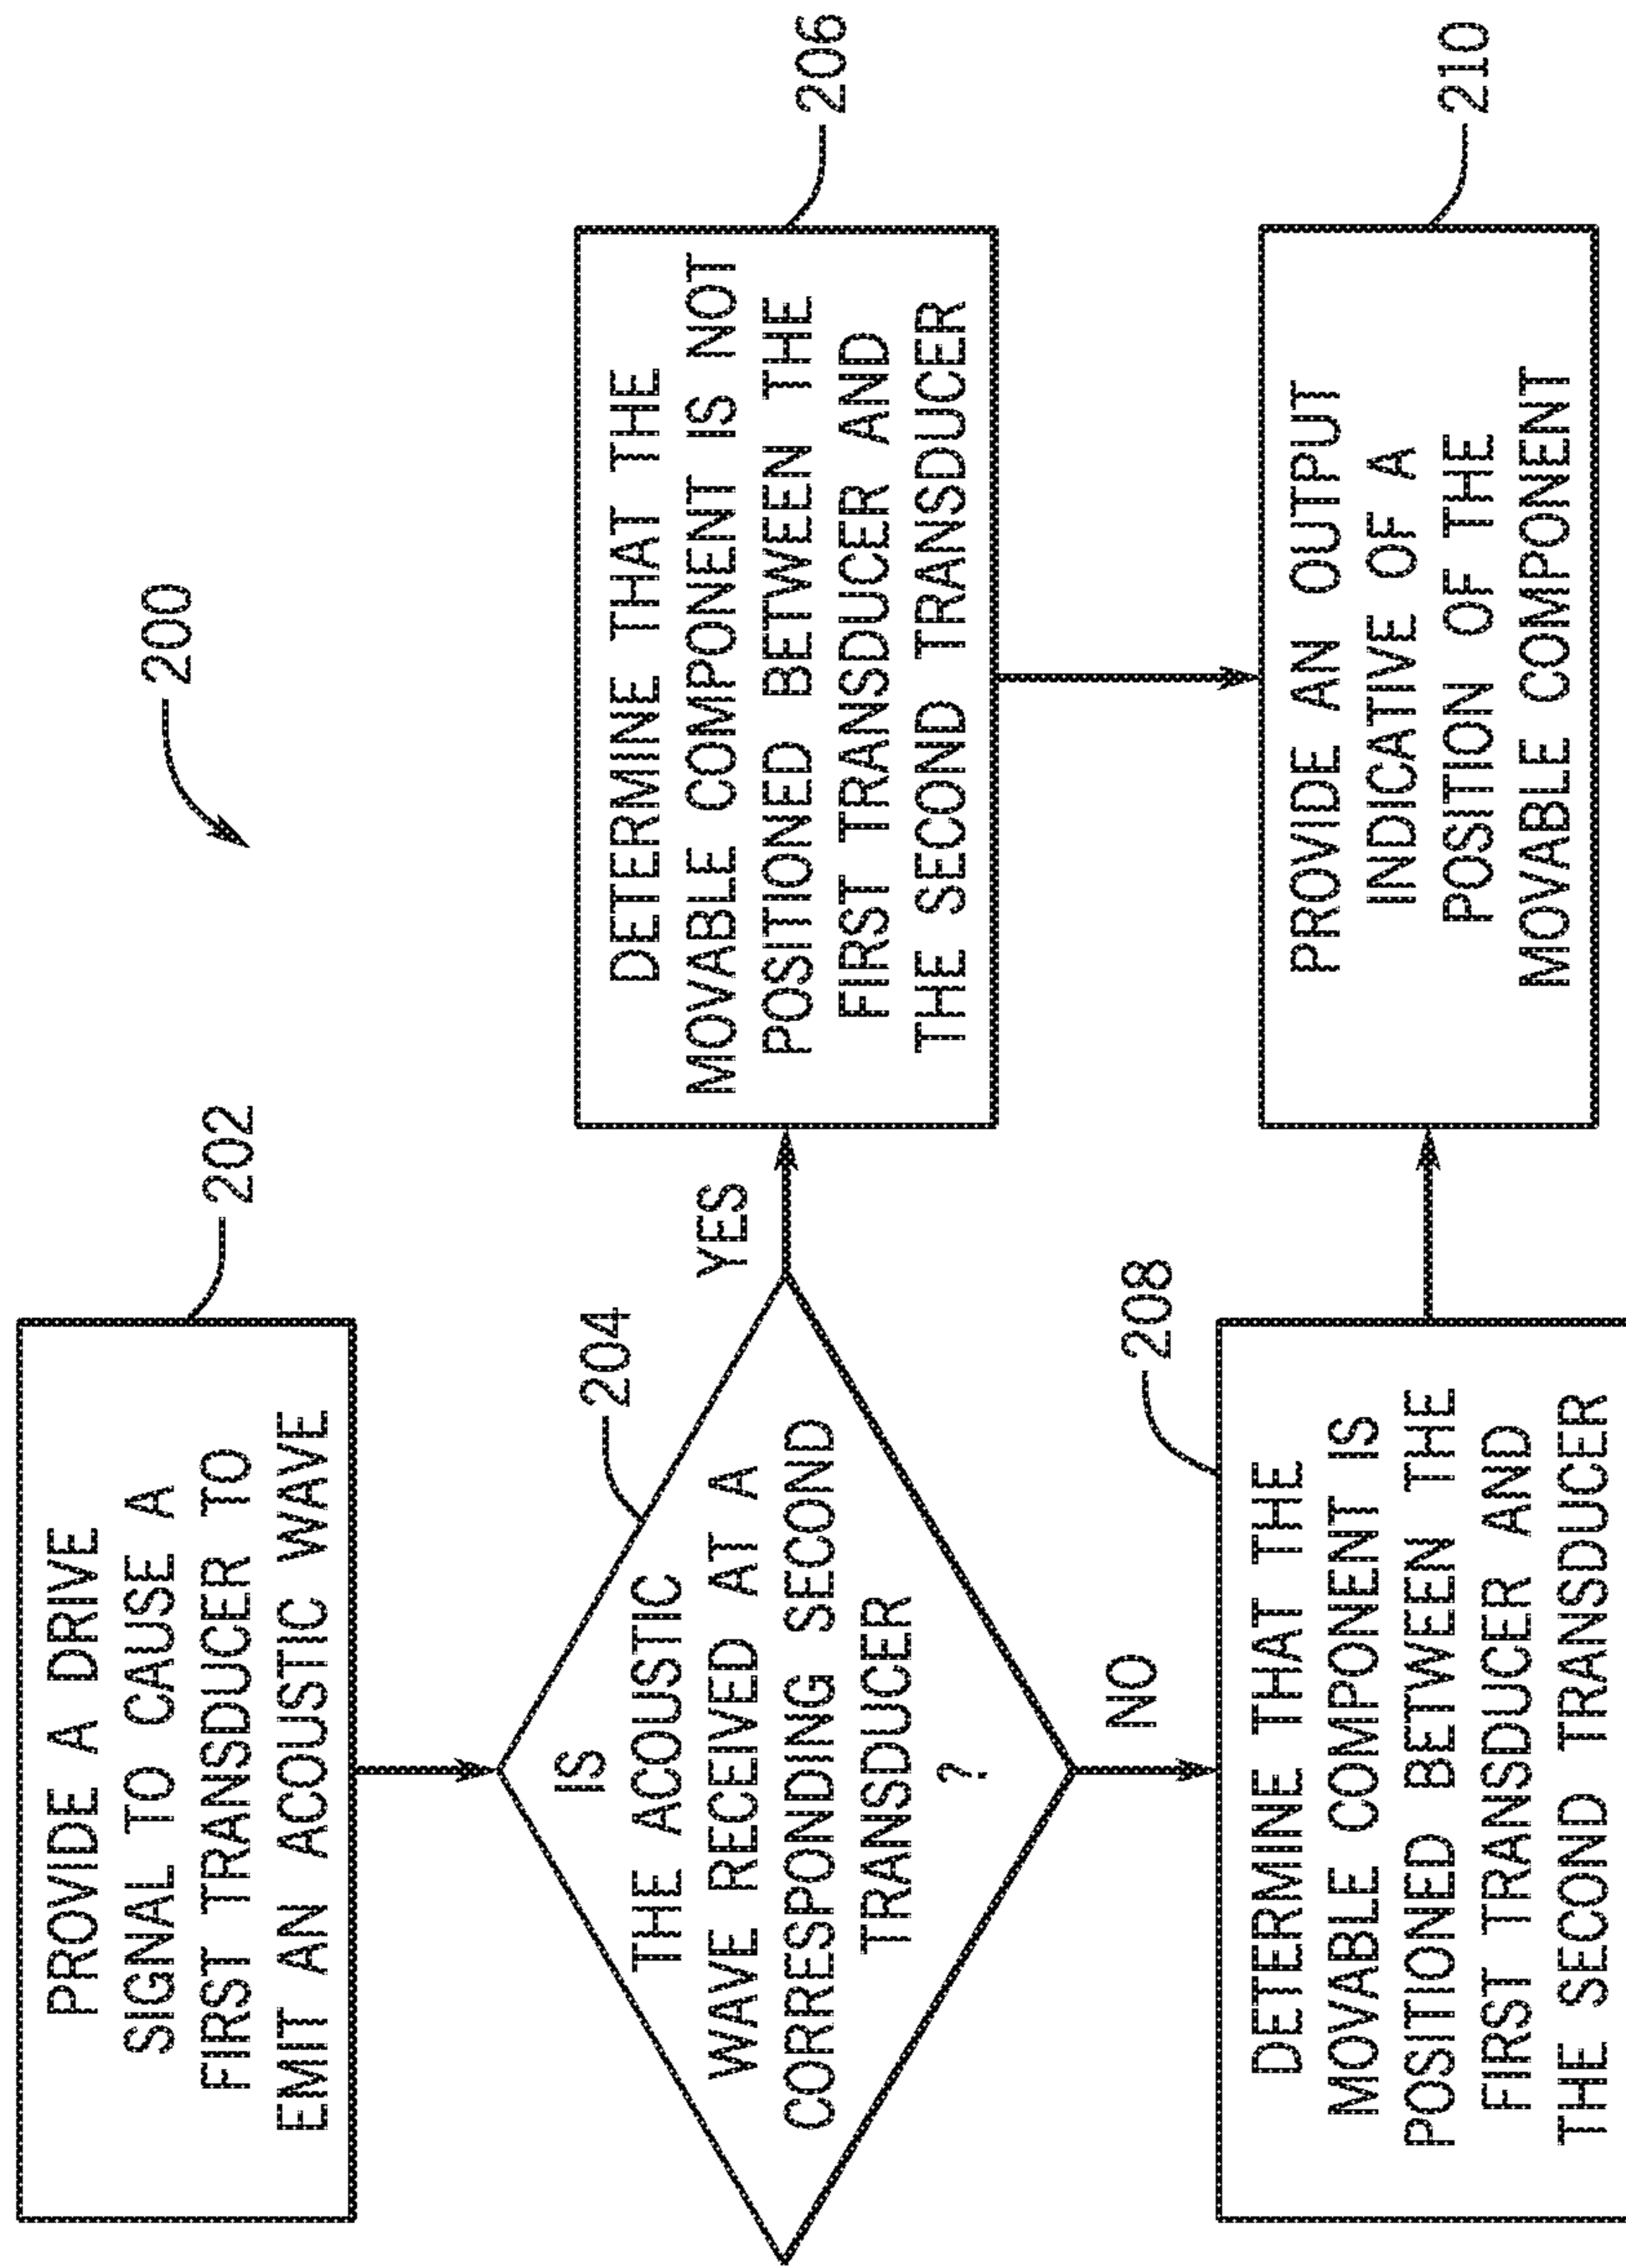 200
PROVIDE A DRIVE
SIGNAL TO CAUSE A
FIRST TRANSDUCER TO
EMIT AN ACOUSTIC WAVE
202
IS
THE ACOUSTIC
WAVE RECEIVED AT A
CORRESPONDING SECOND
TRANSDUCER
?
204
YES
DETERMINE THAT THE
MOVABLE COMPONENT IS NOT
POSITIONED BETWEEN THE
FIRST TRANSDUCER AND
THE SECOND TRANSDUCER
206
NO
DETERMINE THAT THE
MOVABLE COMPONENT IS
POSITIONED BETWEEN THE
FIRST TRANSDUCER AND
THE SECOND TRANSDUCER
208
PROVIDE AN OUTPUT
INDICATIVE OF A
POSITION OF THE
MOVABLE COMPONENT
210